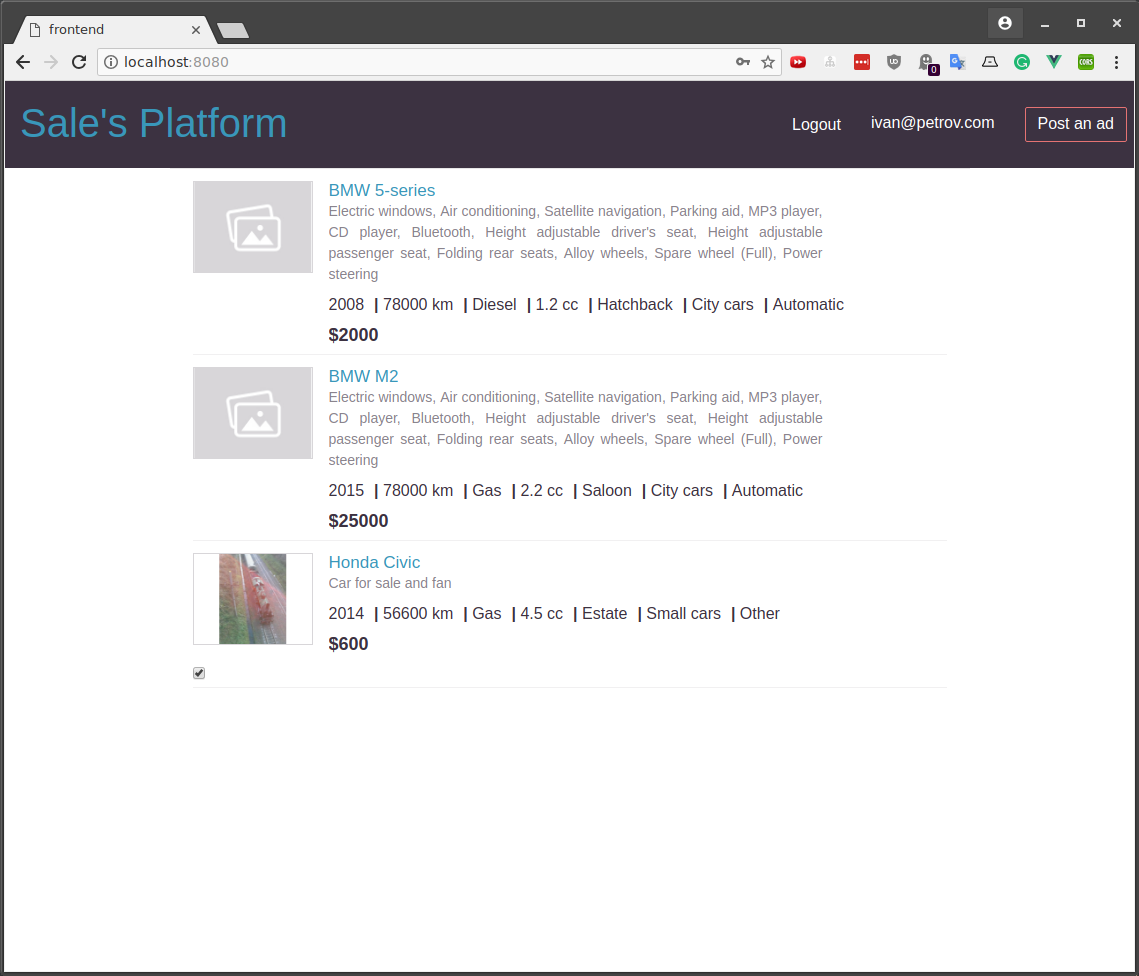 frontend
localhost:8080
UD
0
G
CORS
Sale's Platform
Logout
ivan@petrov.com
Post an ad
BMW 5-series
Electric windows, Air conditioning, Satellite navigation, Parking aid, MP3 player,
CD player, Bluetooth, Height adjustable driver's seat, Height adjustable
passenger seat, Folding rear seats, Alloy wheels, Spare wheel (Full), Power
steering
2008 | 78000 km | Diesel | 1.2 cc | Hatchback | City cars | Automatic
$2000
BMW M2
Electric windows, Air conditioning, Satellite navigation, Parking aid, MP3 player,
CD player, Bluetooth, Height adjustable driver's seat, Height adjustable
passenger seat, Folding rear seats, Alloy wheels, Spare wheel (Full), Power
steering
2015 | 78000 km | Gas | 2.2 cc | Saloon | City cars | Automatic
$25000
Honda Civic
Car for sale and fan
2014 | 56600 km | Gas | 4.5 cc | Estate | Small cars | Other
$600